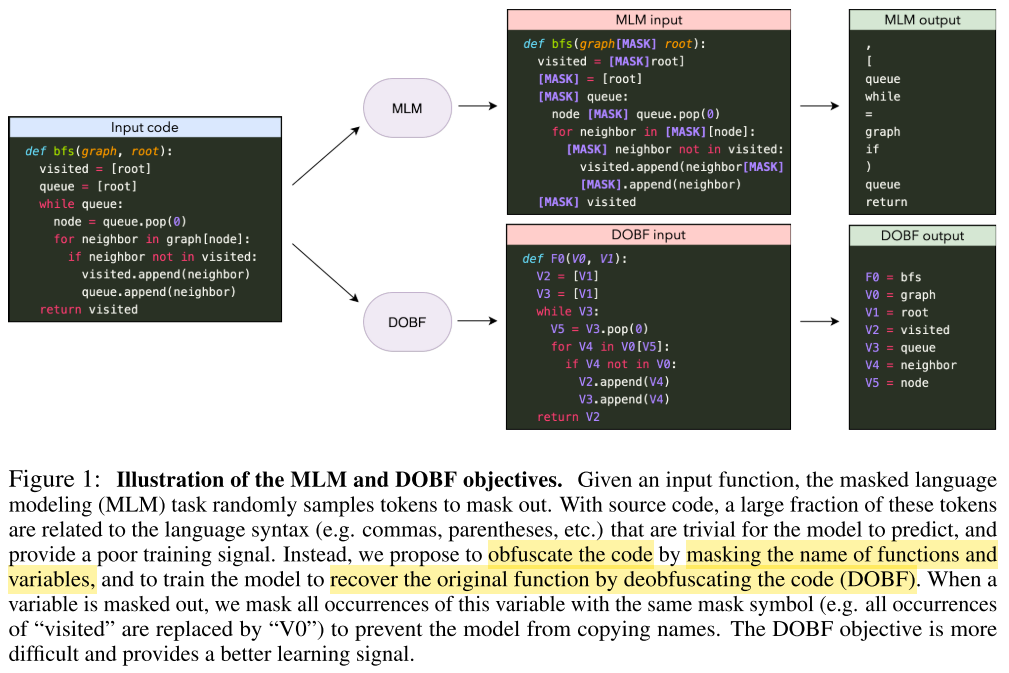 Input code
def bfs(graph, root):
visited = [root]
queue = [root]
while queue:
node = queue.pop(0)
for neighbor in graph[node]:
if neighbor not in visited:
visited.append(neighbor)
queue.append(neighbor)
return visited
MLM
MLM input
def bfs(graph[MASK] root):
visited = [MASK]root]
[MASK] = [root]
[MASK] queue:
node [MASK] queue.pop(0)
for neighbor in [MASK][node]:
[MASK] neighbor not in visited:
visited.append(neighbor[MASK]
[MASK].append(neighbor)
[MASK] visited
MLM output
,
[
queue
while
=
graph
if
)
queue
return
DOBF
DOBF input
def F0(V0, V1):
V2 = [V1]
V3 = [V1]
while V3:
V5 = V3.pop(0)
for V4 in V0[V5]:
if V4 not in V0:
V2.append(V4)
V3.append(V4)
return V2
DOBF output
F0 = bfs
V0 = graph
V1 = root
V2 = visited
V3 = queue
V4 = neighbor
V5 = node
Figure 1: Illustration of the MLM and DOBF objectives. Given an input function, the masked language
modeling (MLM) task randomly samples tokens to mask out. With source code, a large fraction of these tokens
are related to the language syntax (e.g. commas, parentheses, etc.) that are trivial for the model to predict, and
provide a poor training signal. Instead, we propose to obfuscate the code by masking the name of functions and
variables, and to train the model to recover the original function by deobfuscating the code (DOBF). When a
variable is masked out, we mask all occurrences of this variable with the same mask symbol (e.g. all occurrences
of “visited” are replaced by “V0”) to prevent the model from copying names. The DOBF objective is more
difficult and provides a better learning signal.